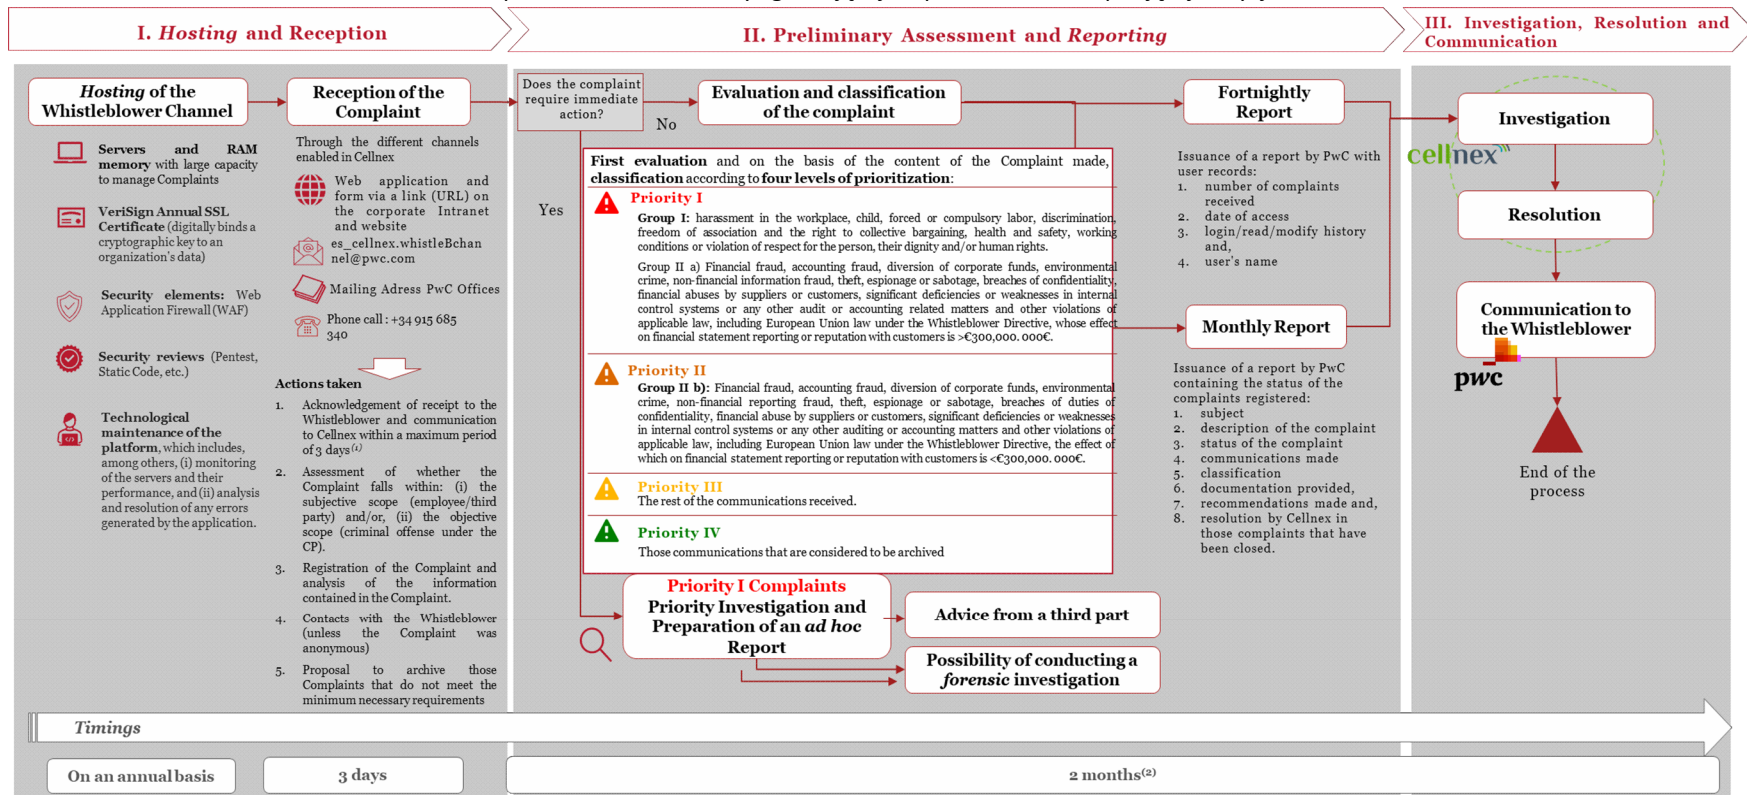 I. Hosting and Reception
II. Preliminary Assessment and Reporting
III. Investigation, Resolution and
Communication
Hosting of the
Whistleblower Channel
Servers and RAM
memory with large capacity
to manage Complaints
VeriSign Annual SSL
Certificate (digitally binds a
cryptographic key to an
organization's data)
Security elements: Web
Application Firewall (WAF)
Security reviews (Pentest,
Static Code, etc.)
Technological
maintenance of the
platform, which includes,
among others, (i) monitoring
of the servers and their
performance, and (ii) analysis
and resolution of any errors
generated by the application.
Reception of the
Complaint
Through the different channels
enabled in Cellnex
Web application and
form via a link (URL) on
the corporate Intranet
and website
es_cellnex.whistleBchan
nel@pwc.com
Mailing Adress PwC Offices
Phone call : +34 915 685
340
Actions taken
1. Acknowledgement of receipt to the
Whistleblower and communication
to Cellnex within a maximum period
of 3 days(1)
2. Assessment of whether the
Complaint falls within: (i) the
subjective scope (employee/third
party) and/or, (ii) the objective
scope (criminal offense under the
CP).
3. Registration of the Complaint and
analysis of the information
contained in the Complaint.
4. Contacts with the Whistleblower
(unless the Complaint was
anonymous)
5. Proposal to archive those
Complaints that do not meet the
minimum necessary requirements
Does the complaint
require immediate
action?
No
Yes
Evaluation and classification
of the complaint
First evaluation and on the basis of the content of the Complaint made,
classification according to four levels of prioritization:
Priority I
Group I: harassment in the workplace, child, forced or compulsory labor, discrimination,
freedom of association and the right to collective bargaining, health and safety, working
conditions or violation of respect for the person, their dignity and/or human rights.
Group II a) Financial fraud, accounting fraud, diversion of corporate funds, environmental
crime, non-financial information fraud, theft, espionage or sabotage, breaches of confidentiality,
financial abuses by suppliers or customers, significant deficiencies or weaknesses in internal
control systems or any other audit or accounting related matters and other violations of
applicable law, including European Union law under the Whistleblower Directive, whose effect
on financial statement reporting or reputation with customers is >€300,000.000€.
Priority II
Group II b): Financial fraud, accounting fraud, diversion of corporate funds, environmental
crime, non-financial reporting fraud, theft, espionage or sabotage, breaches of duties of
confidentiality, financial abuse by suppliers or customers, significant deficiencies or weaknesses
in internal control systems or any other auditing or accounting matters and other violations of
applicable law, including European Union law under the Whistleblower Directive, the effect of
which on financial statement reporting or reputation with customers is <€300,000.000€.
Priority III
The rest of the communications received.
Priority IV
Those communications that are considered to be archived
Priority I Complaints
Priority Investigation and
Preparation of an ad hoc
Report
Advice from a third part
Possibility of conducting a
forensic investigation
Fortnightly
Report
Issuance of a report by PwC with
user records:
1. number of complaints
received
2. date of access
3. login/read/modify history
and,
4. user's name
Monthly Report
Issuance of a report by PwC
containing the status of the
complaints registered:
1. subject
2. description of the complaint
3. status of the complaint
4. communications made
5. classification
6. documentation provided,
7. recommendations made and,
8. resolution by Cellnex in
those complaints that have
been closed.
Investigation
cellnex
Resolution
Communication to
the Whistleblower
pwc
End of the
process
Timings
On an annual basis
3 days
2 months(2)